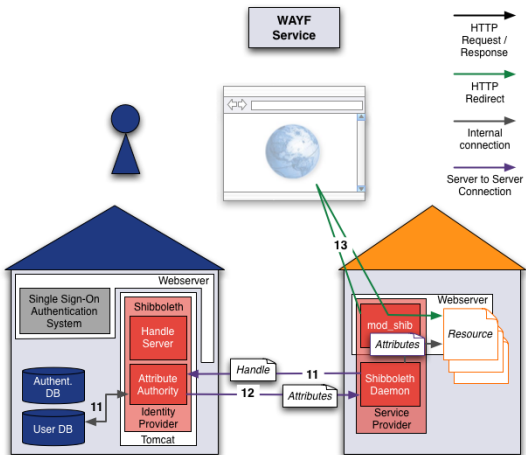 WAYF
Service
HTTP
Request /
Response
HTTP
Redirect
Internal
connection
Server to Server
Connection
13
Webserver
Single Sign-On
Authentication
System
Shibboleth
Handle
Server
Attribute
Authority
Identity
Provider
Tomcat
Authent.
DB
User DB
11
Handle
11
12
Attributes
Webserver
mod_shib
Attributes
Resource
Shibboleth
Daemon
Service
Provider